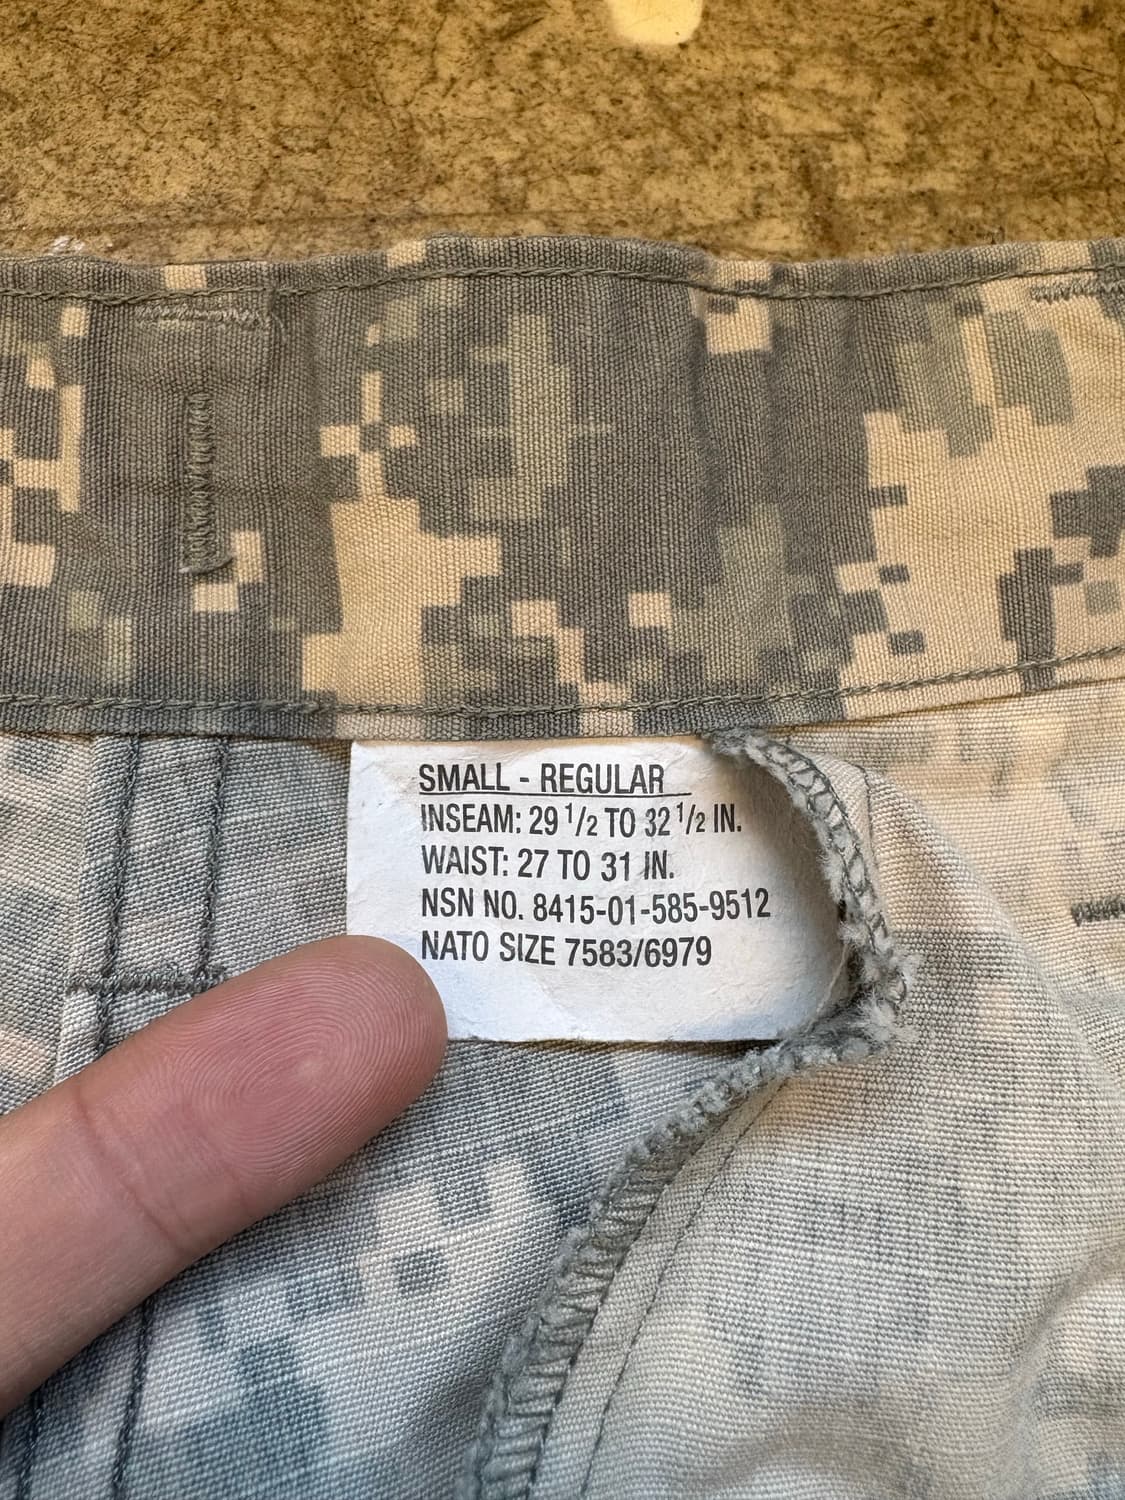 SMALL - REGULAR
INSEAM: 29 1/2 TO 32 1/2 IN.
WAIST: 27 TO 31 IN.
NSN NO. 8415-01-585-9512
NATO SIZE 7583/6979